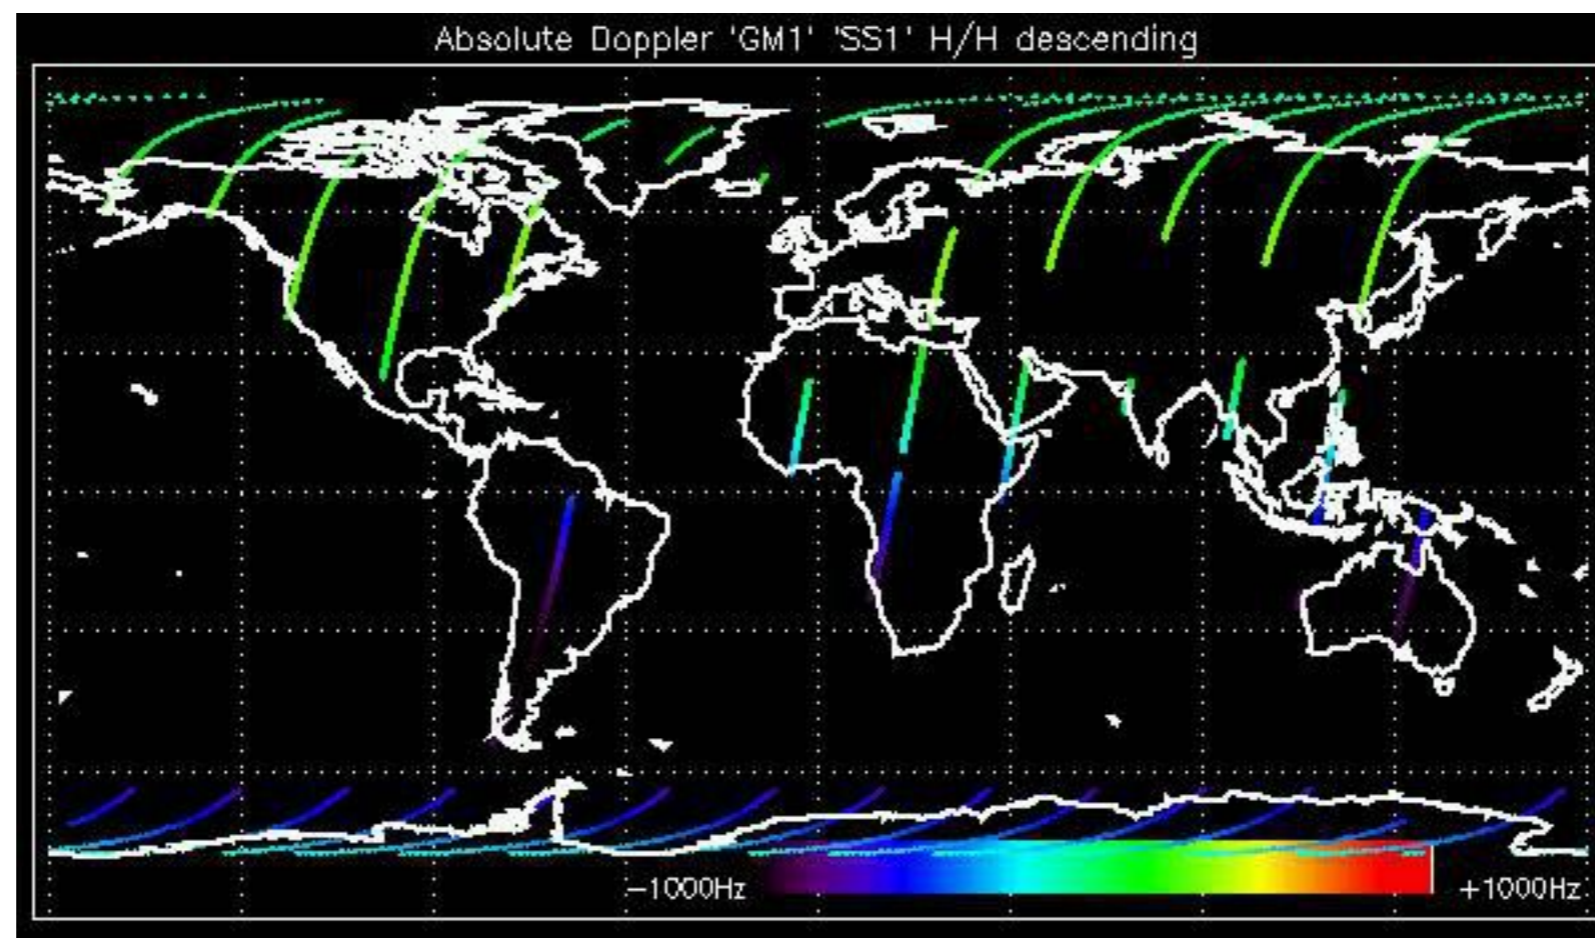 Absolute Doppler 'GM1' 'SS1' H/H descending
−1000Hz
+1000Hz